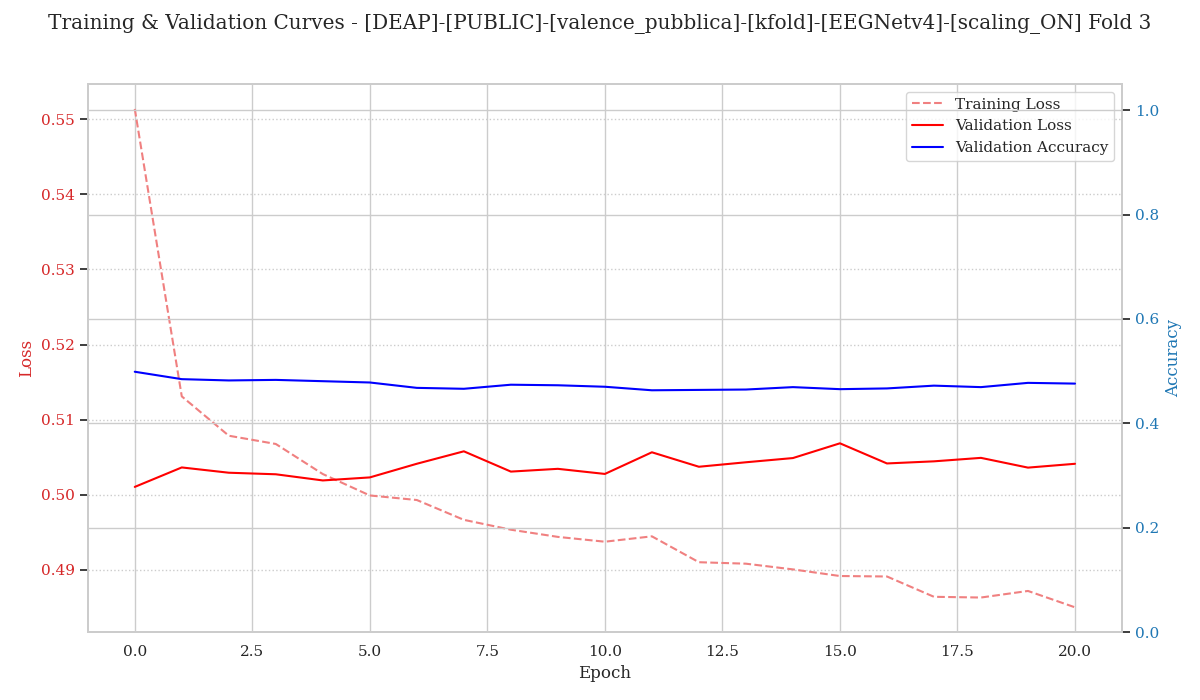 Training & Validation Curves - [DEAP]-[PUBLIC]-[valence_pubblica]-[kfold]-[EEGNetv4]-[scaling_ON] Fold 3
Training Loss
Validation Loss
Validation Accuracy
Loss
0.55
0.54
0.53
0.52
0.51
0.50
0.49
1.0
0.8
0.6
0.4
0.2
0.0
Accuracy
0.0 2.5 5.0 7.5 10.0 12.5 15.0 17.5 20.0
Epoch